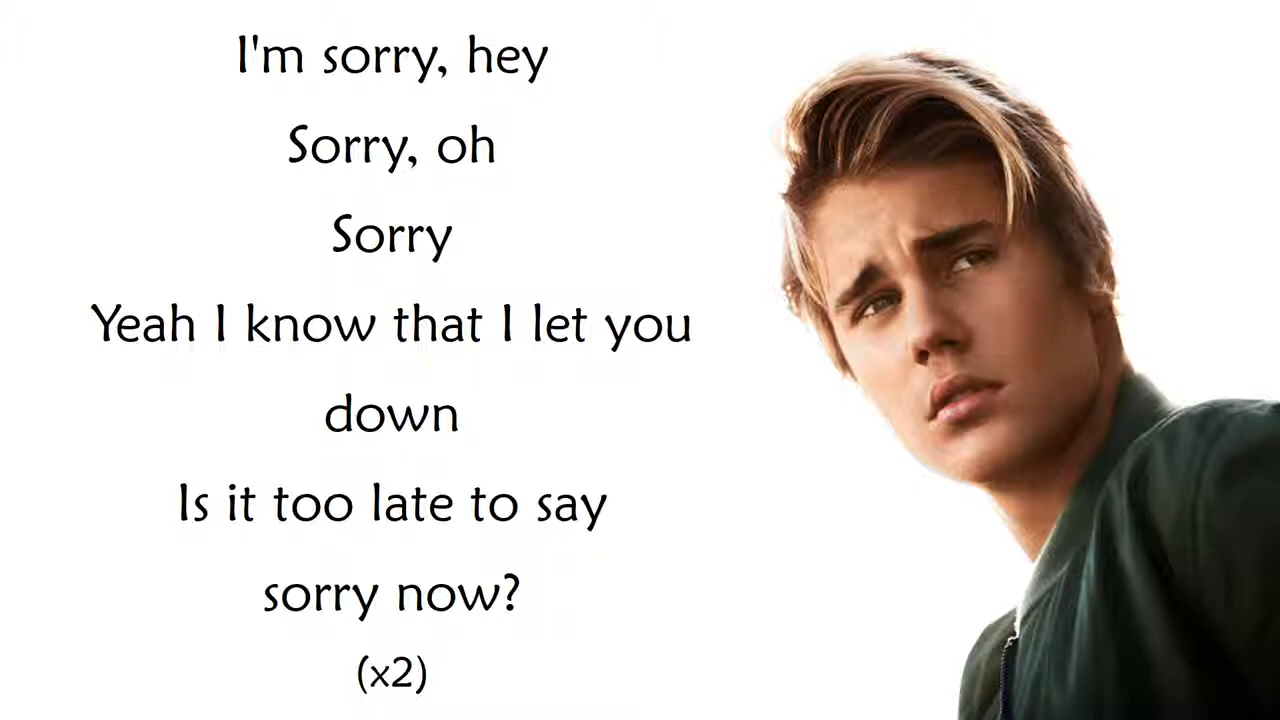 I'm sorry, hey
Sorry, oh
Sorry
Yeah I know that I let you
down
Is it too late to say
sorry now?
(x2)